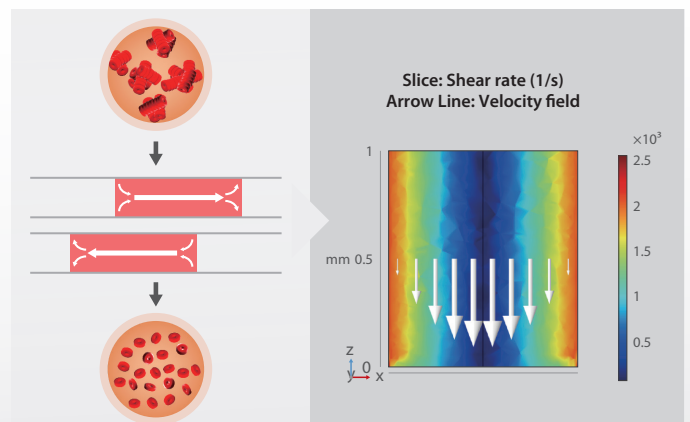 Slice: Shear rate (1/s)
Arrow Line: Velocity field
×10³
1
2.5
2
1.5
mm 0.5
1
0.5
z
0
y
x